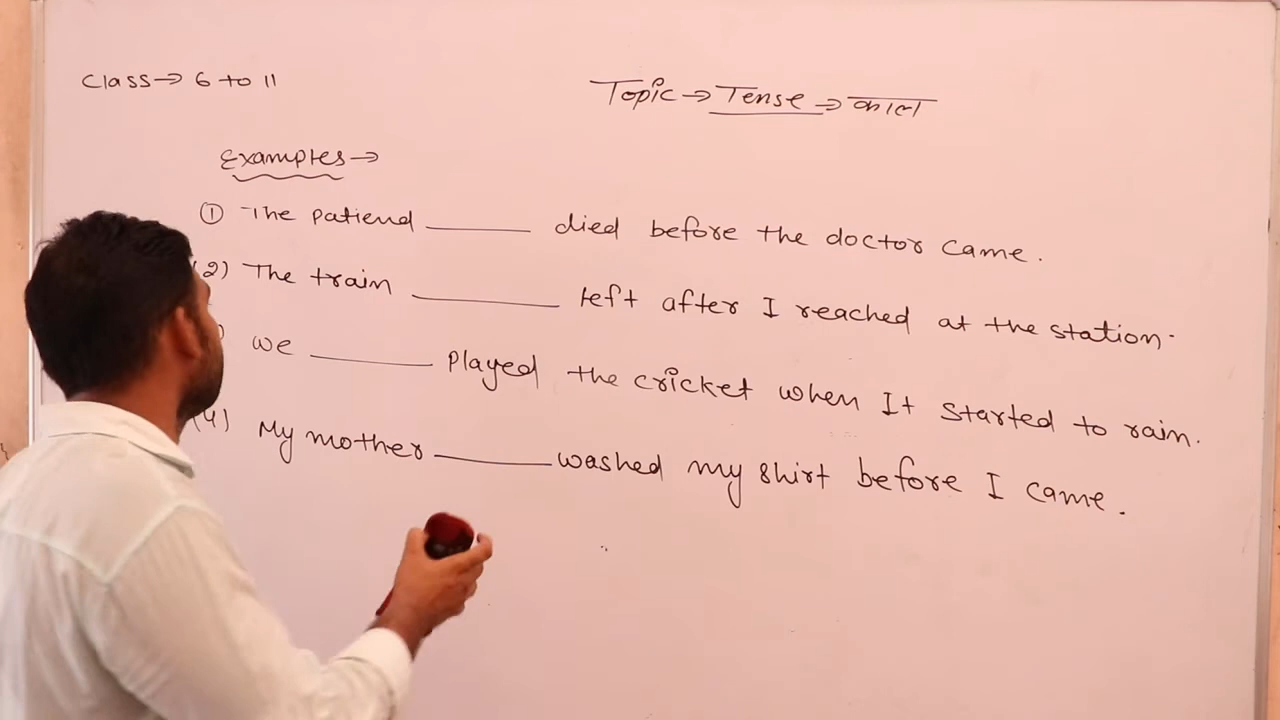 Class → 6 to 11
Topic → Tense → काल
Examples →
① The patiend ______ died before the doctor came.
(2) The train ______ left after I reached at the station.
) we ______ played the cricket when It started to rain.
(4) My mother ______ washed my shirt before I came.